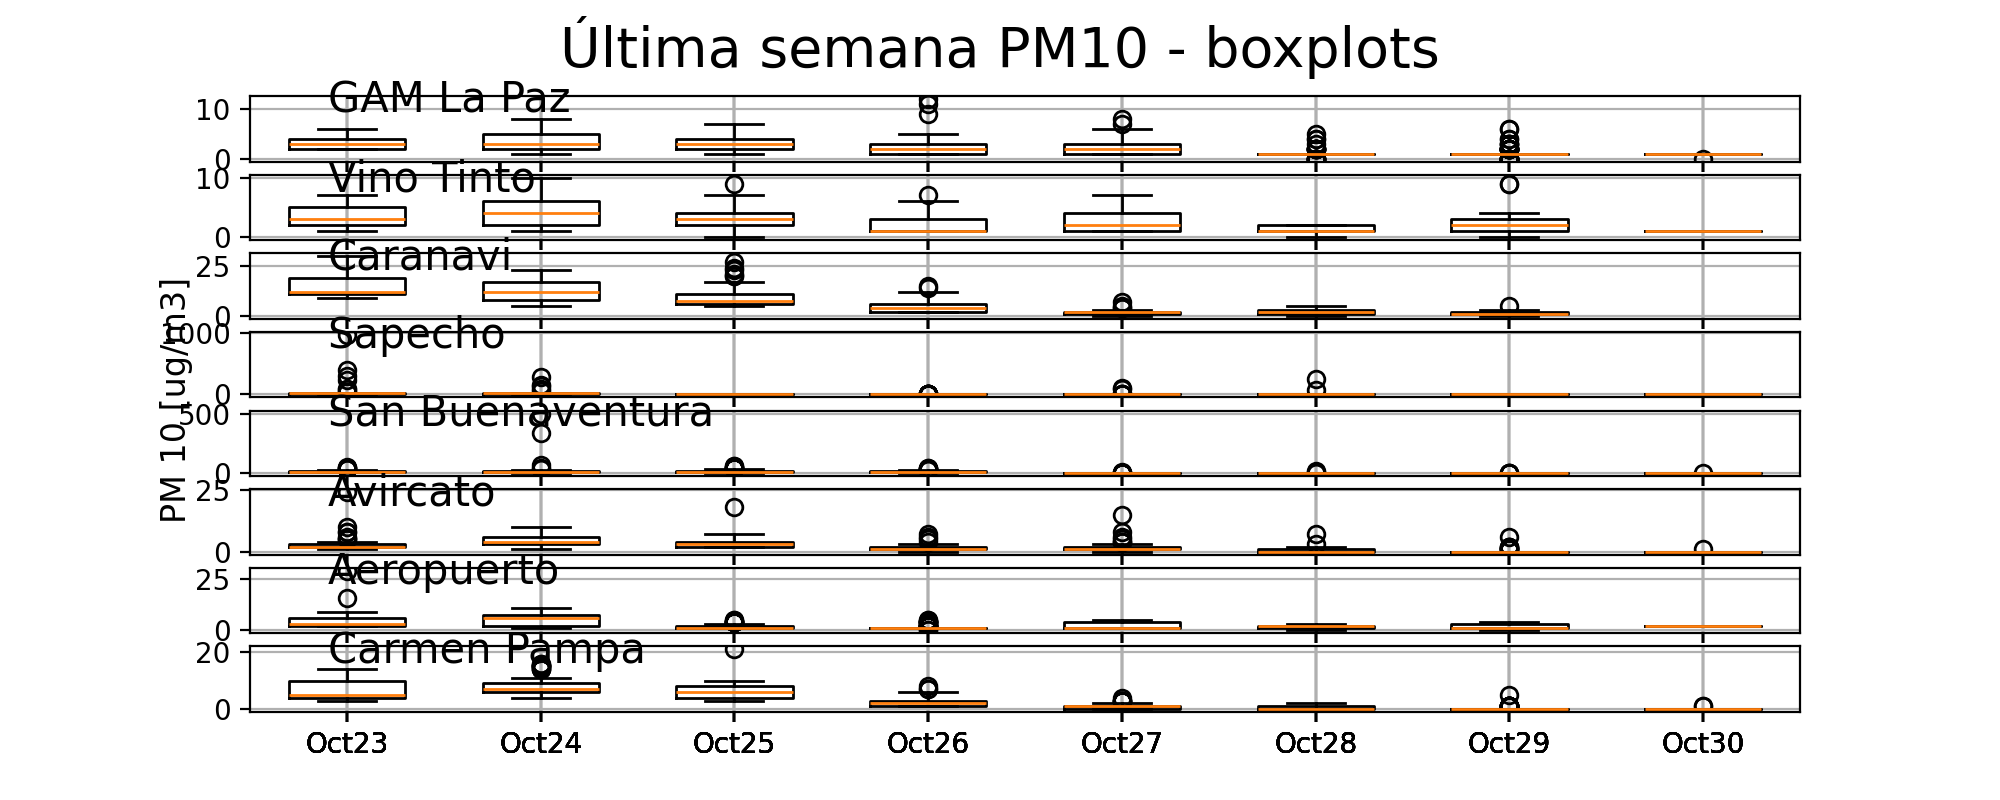 Última semana PM10 - boxplots
PM 10 [ug/m3]
GAM La Paz
10
0
Vino Tinto
10
0
Caranavi
25
0
Sapecho
1000
0
San Buenaventura
500
0
Avircato
25
0
Aeropuerto
25
0
Carmen Pampa
20
0
Oct23 Oct24 Oct25 Oct26 Oct27 Oct28 Oct29 Oct30